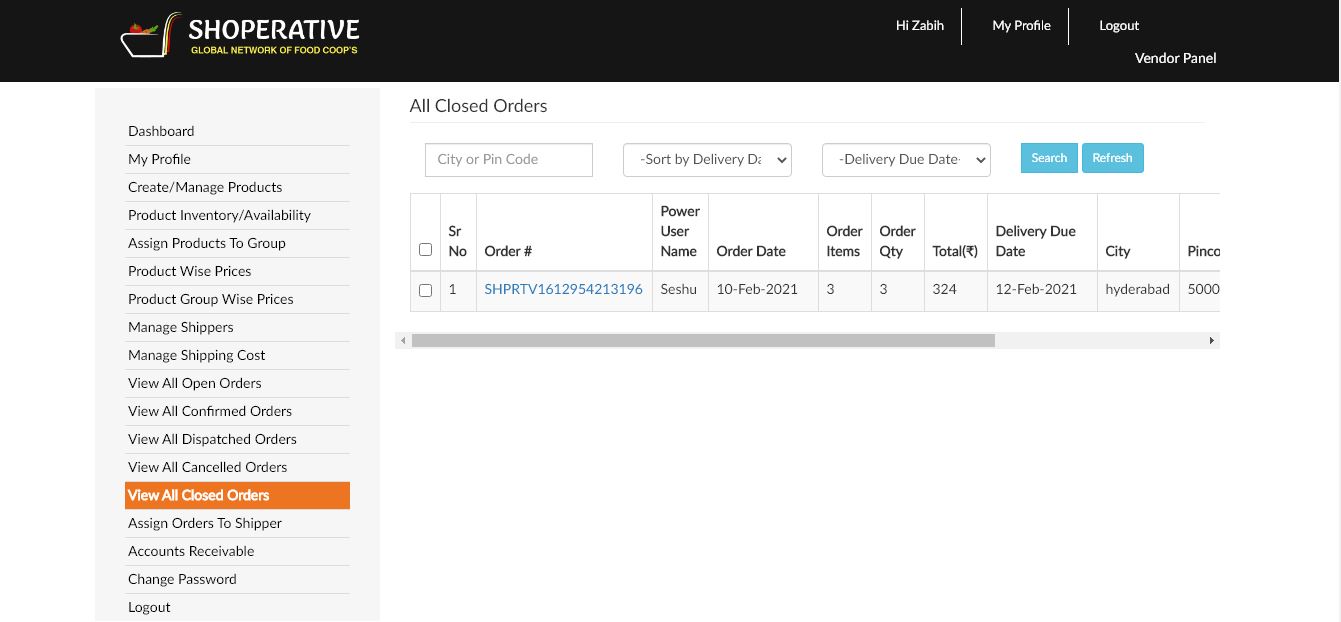 SHOPERATIVE
GLOBAL NETWORK OF FOOD COOP'S
Hi Zabih
My Profile
Logout
Vendor Panel
Dashboard
My Profile
Create/Manage Products
Product Inventory/Availability
Assign Products To Group
Product Wise Prices
Product Group Wise Prices
Manage Shippers
Manage Shipping Cost
View All Open Orders
View All Confirmed Orders
View All Dispatched Orders
View All Cancelled Orders
View All Closed Orders
Assign Orders To Shipper
Accounts Receivable
Change Password
Logout
All Closed Orders
City or Pin Code
-Sort by Delivery Da
-Delivery Due Date-
Search
Refresh
Sr No
Order #
Power User Name
Order Date
Order Items
Order Qty
Total(₹)
Delivery Due Date
City
Pinco
1
SHPRTV1612954213196
Seshu
10-Feb-2021
3
3
324
12-Feb-2021
hyderabad
5000